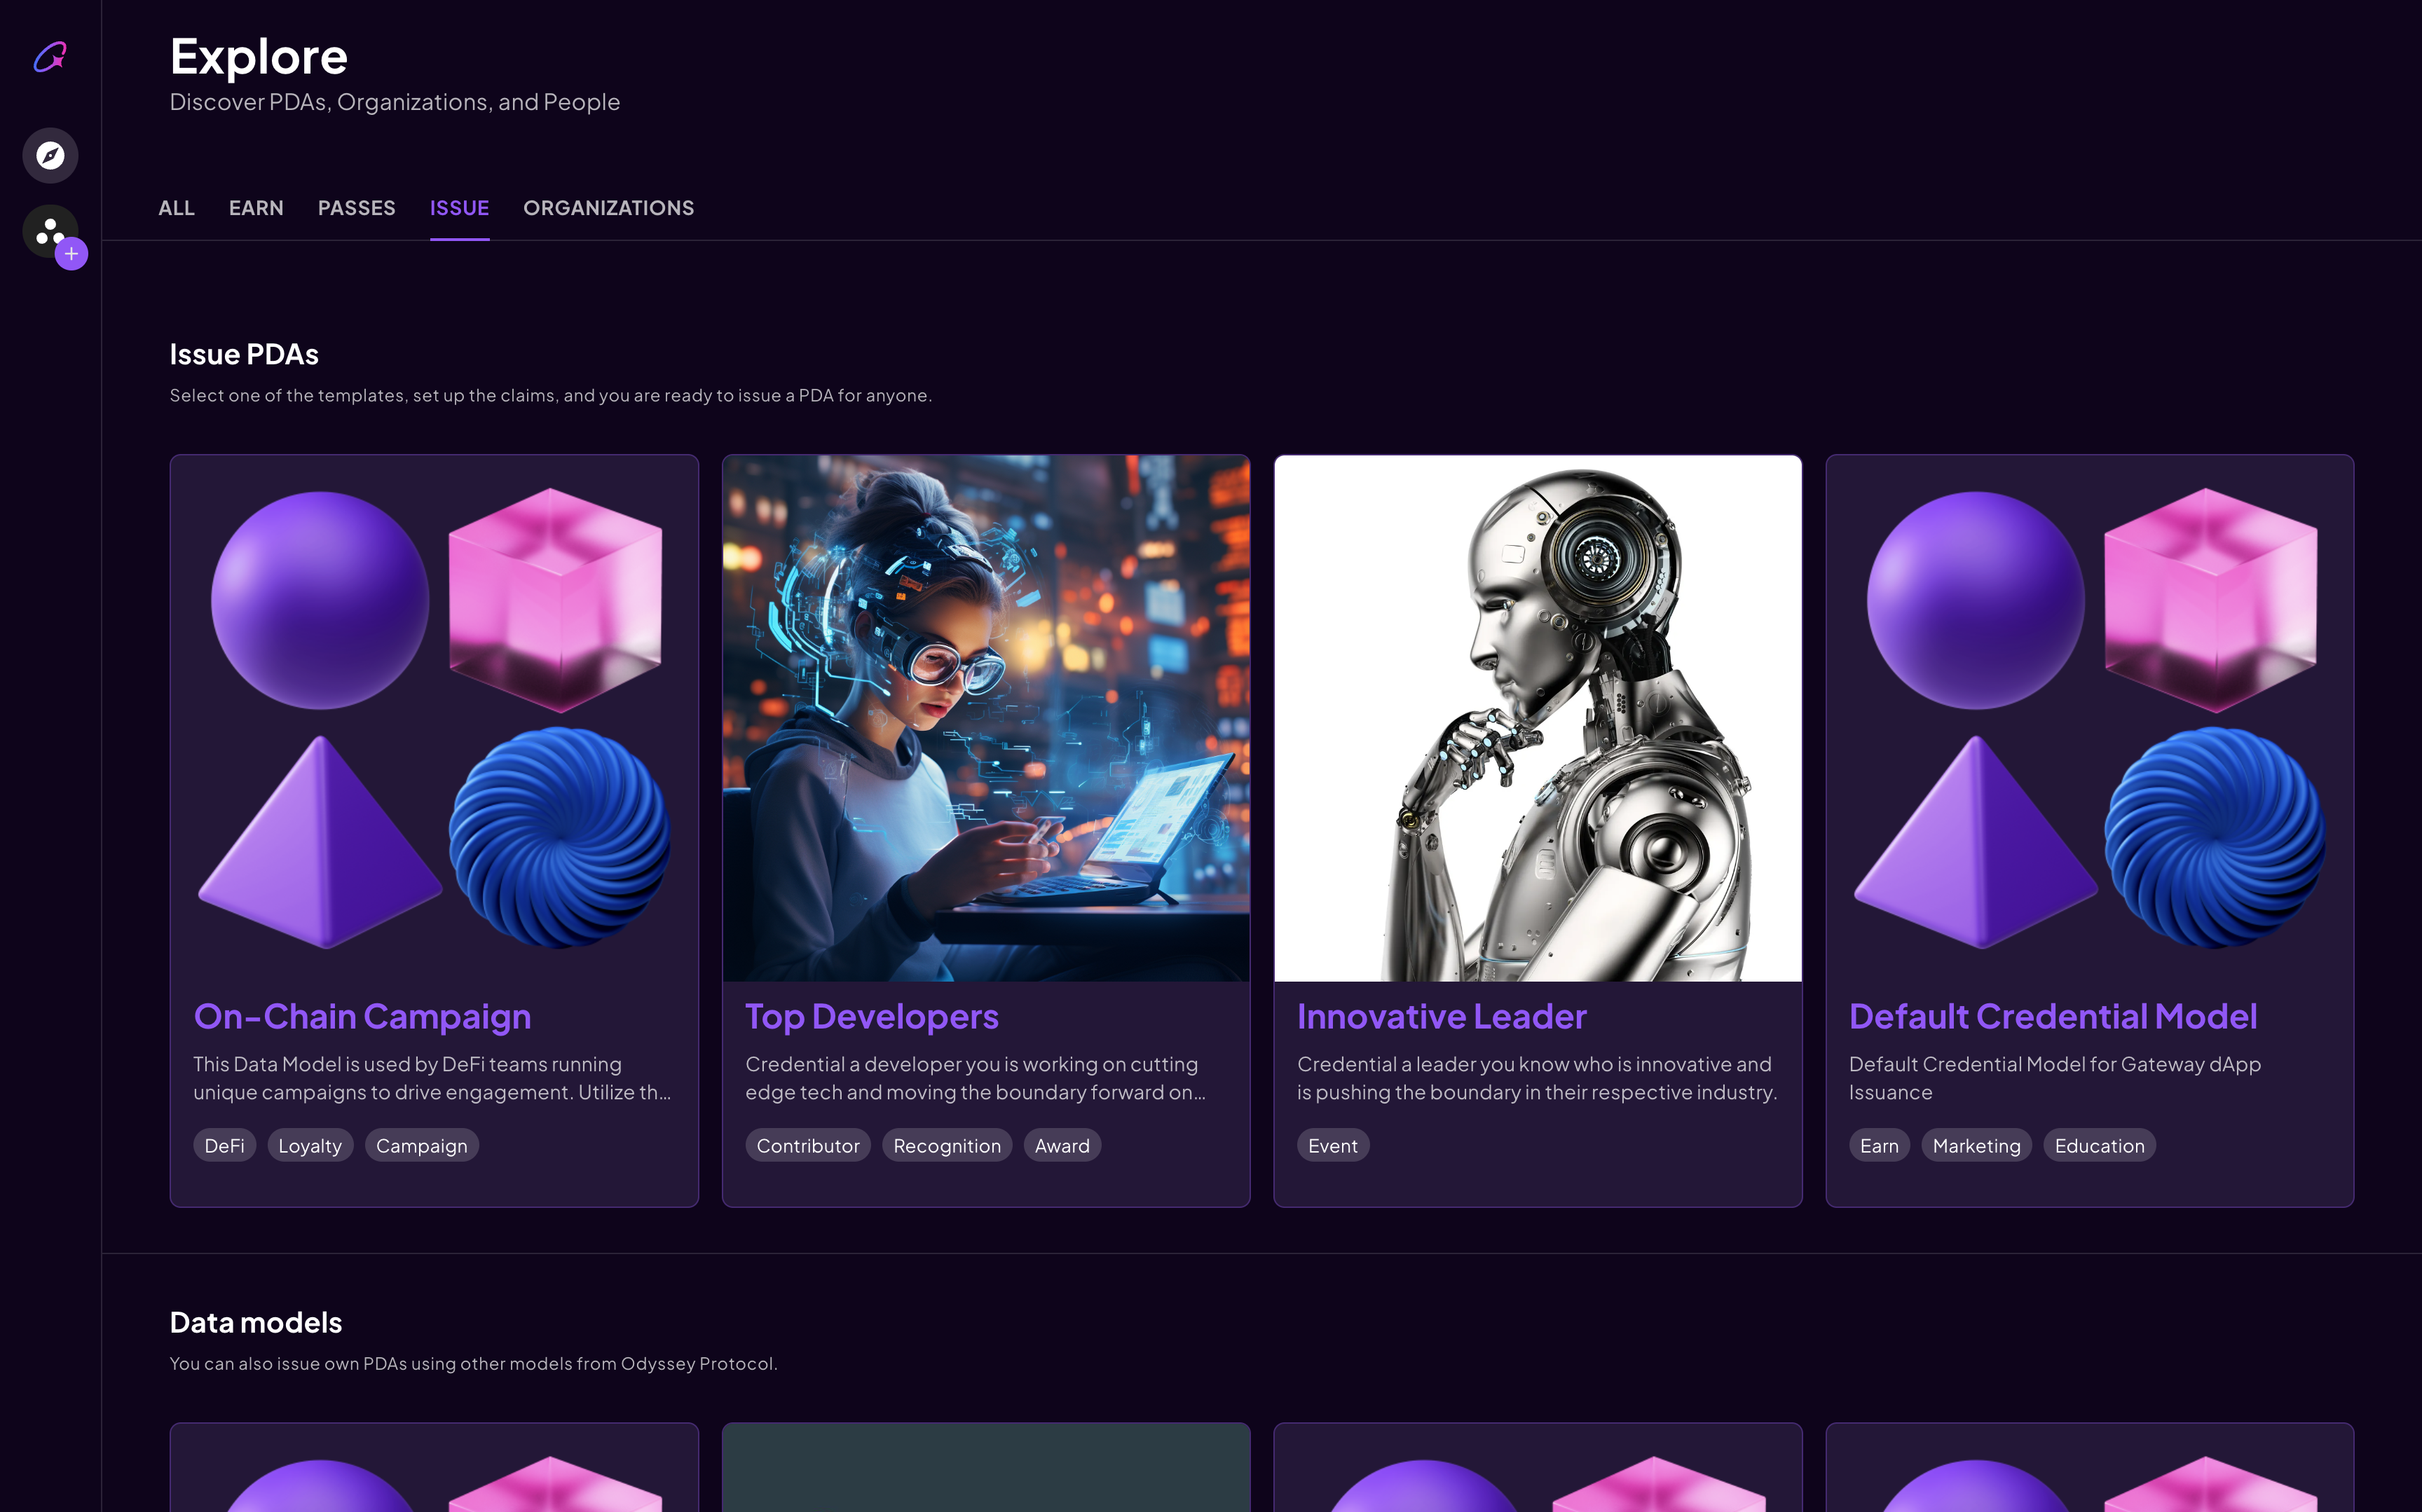 Explore
Discover PDAs, Organizations, and People
ALL EARN PASSES ISSUE ORGANIZATIONS
Issue PDAs
Select one of the templates, set up the claims, and you are ready to issue a PDA for anyone.
On-Chain Campaign
This Data Model is used by DeFi teams running
unique campaigns to drive engagement. Utilize th...
DeFi Loyalty Campaign
Top Developers
Credential a developer you is working on cutting
edge tech and moving the boundary forward on...
Contributor Recognition Award
Innovative Leader
Credential a leader you know who is innovative and
is pushing the boundary in their respective industry.
Event
Default Credential Model
Default Credential Model for Gateway dApp
Issuance
Earn Marketing Education
Data models
You can also issue own PDAs using other models from Odyssey Protocol.